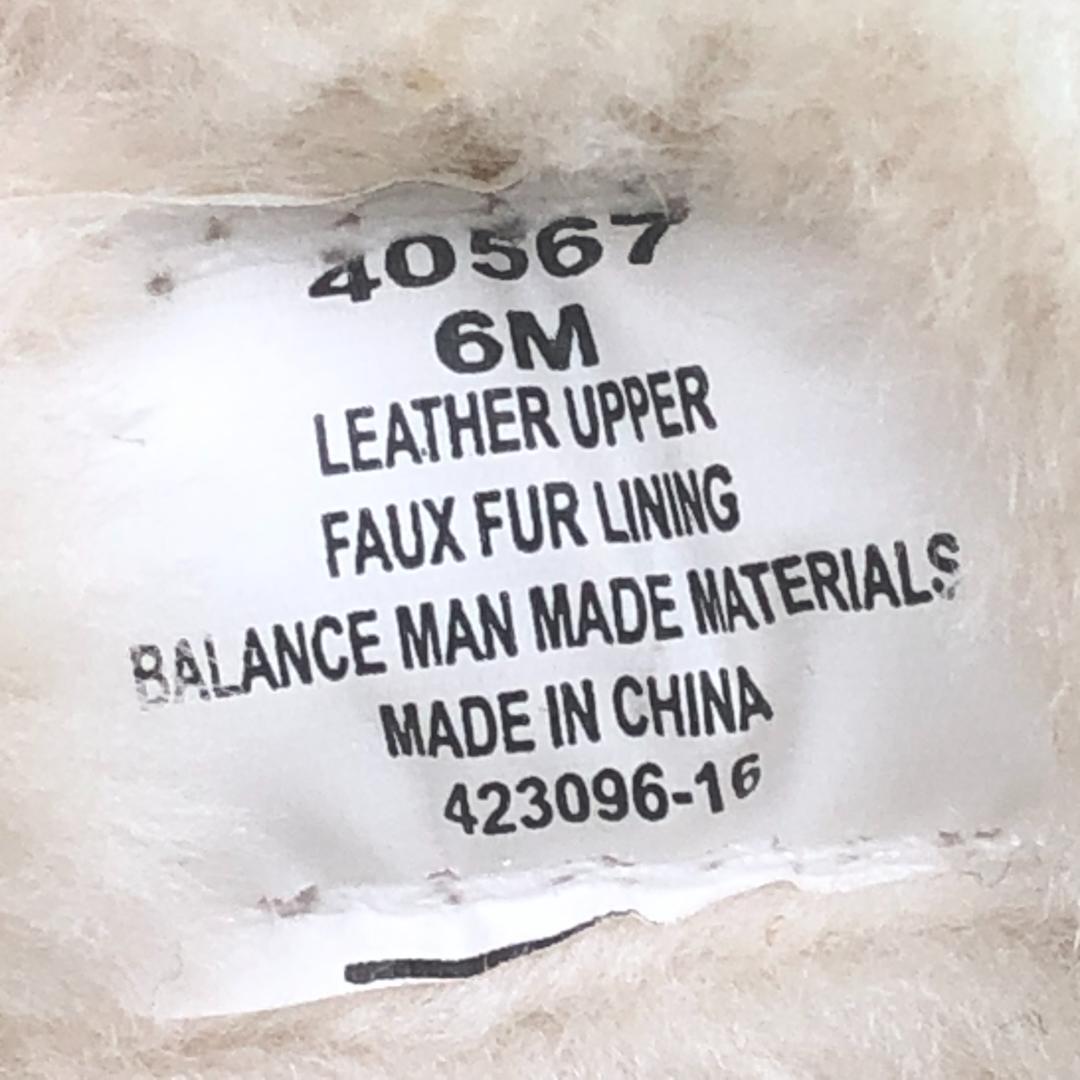 40567
6M
LEATHER UPPER
FAUX FUR LINING
BALANCE MAN MADE MATERIALS
MADE IN CHINA
423096-16